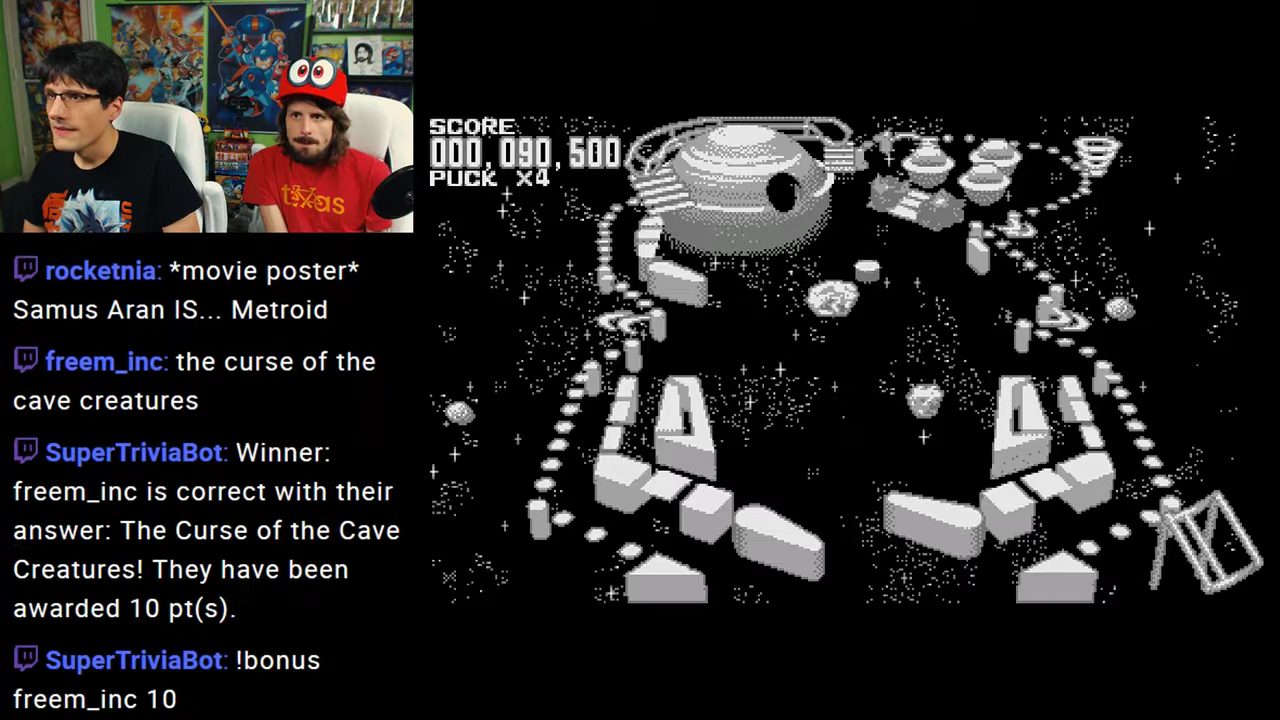 texas
SCORE
000,090,500
PUCK X4
rocketnia: *movie poster*
Samus Aran IS... Metroid
freem_inc: the curse of the
cave creatures
SuperTriviaBot: Winner:
freem_inc is correct with their
answer: The Curse of the Cave
Creatures! They have been
awarded 10 pt(s).
SuperTriviaBot: !bonus
freem_inc 10